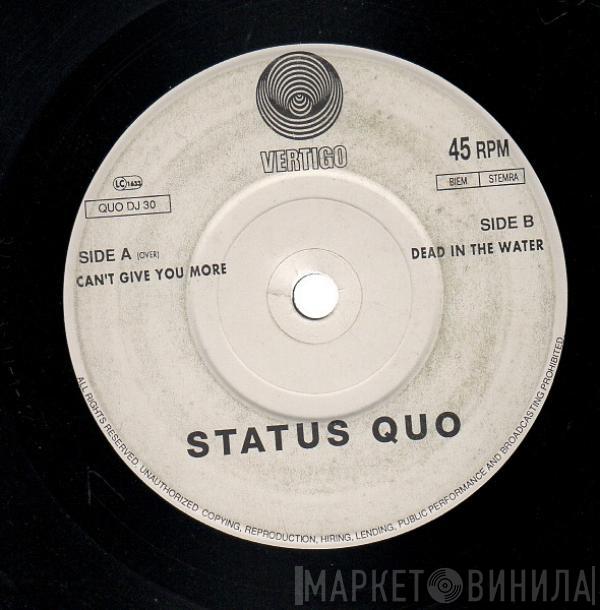 VERTIGO
45 RPM
LC 1633
BIEM STEMRA
QUO DJ 30
SIDE A (OVER)
CAN'T GIVE YOU MORE
SIDE B
DEAD IN THE WATER
STATUS QUO
ALL RIGHTS RESERVED, UNAUTHORIZED COPYING, REPRODUCTION, HIRING, LENDING, PUBLIC PERFORMANCE AND BROADCASTING PROHIBITED
МАРКЕТ ВИНИЛА